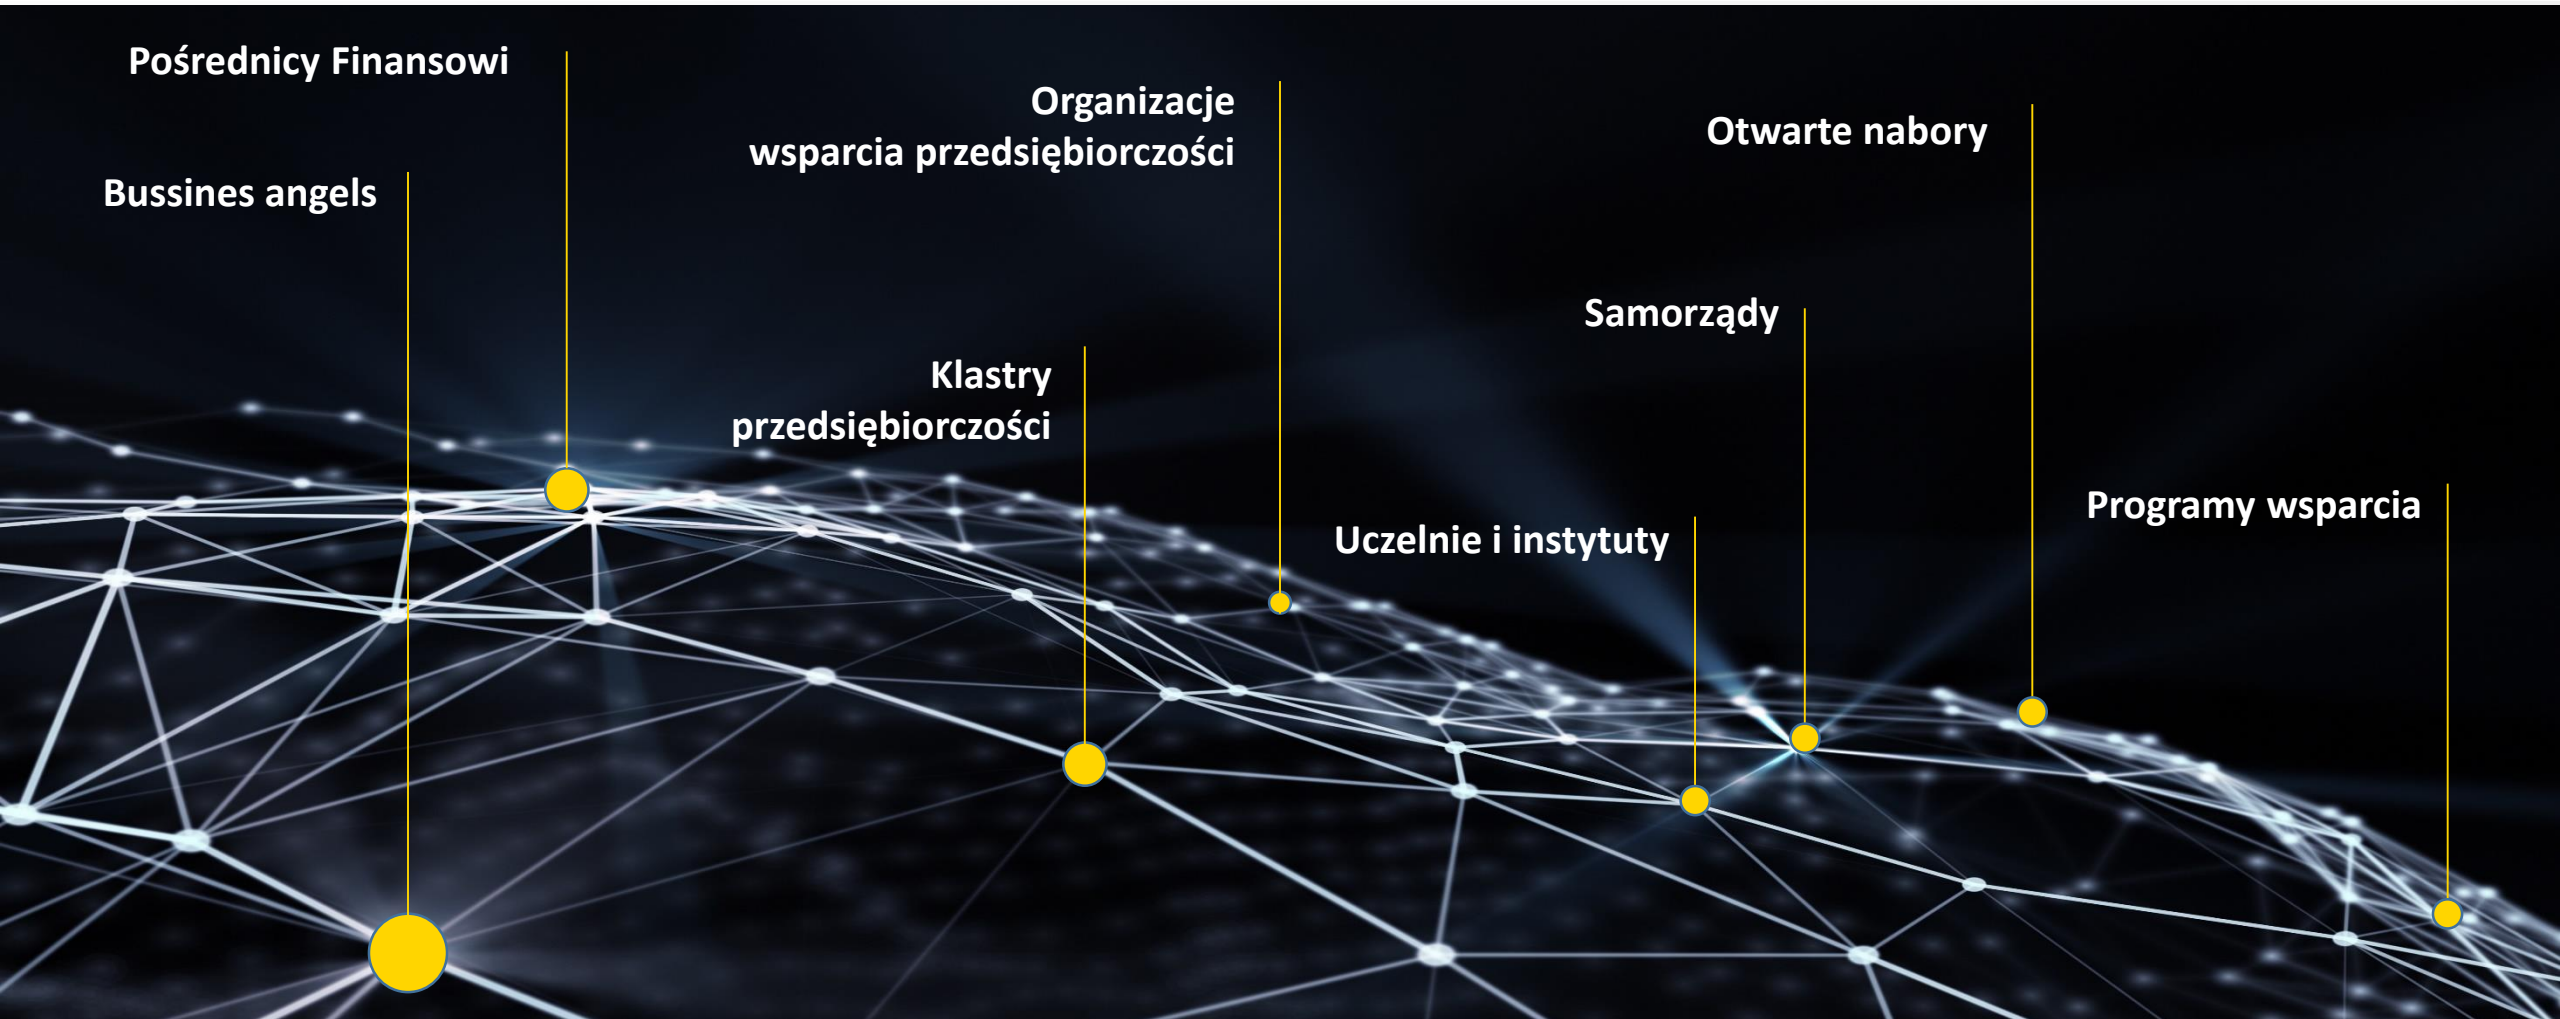 Pośrednicy Finansowi
Bussines angels
Organizacje
wsparcia przedsiębiorczości
Klastry
przedsiębiorczości
Otwarte nabory
Samorządy
Uczelnie i instytuty
Programy wsparcia